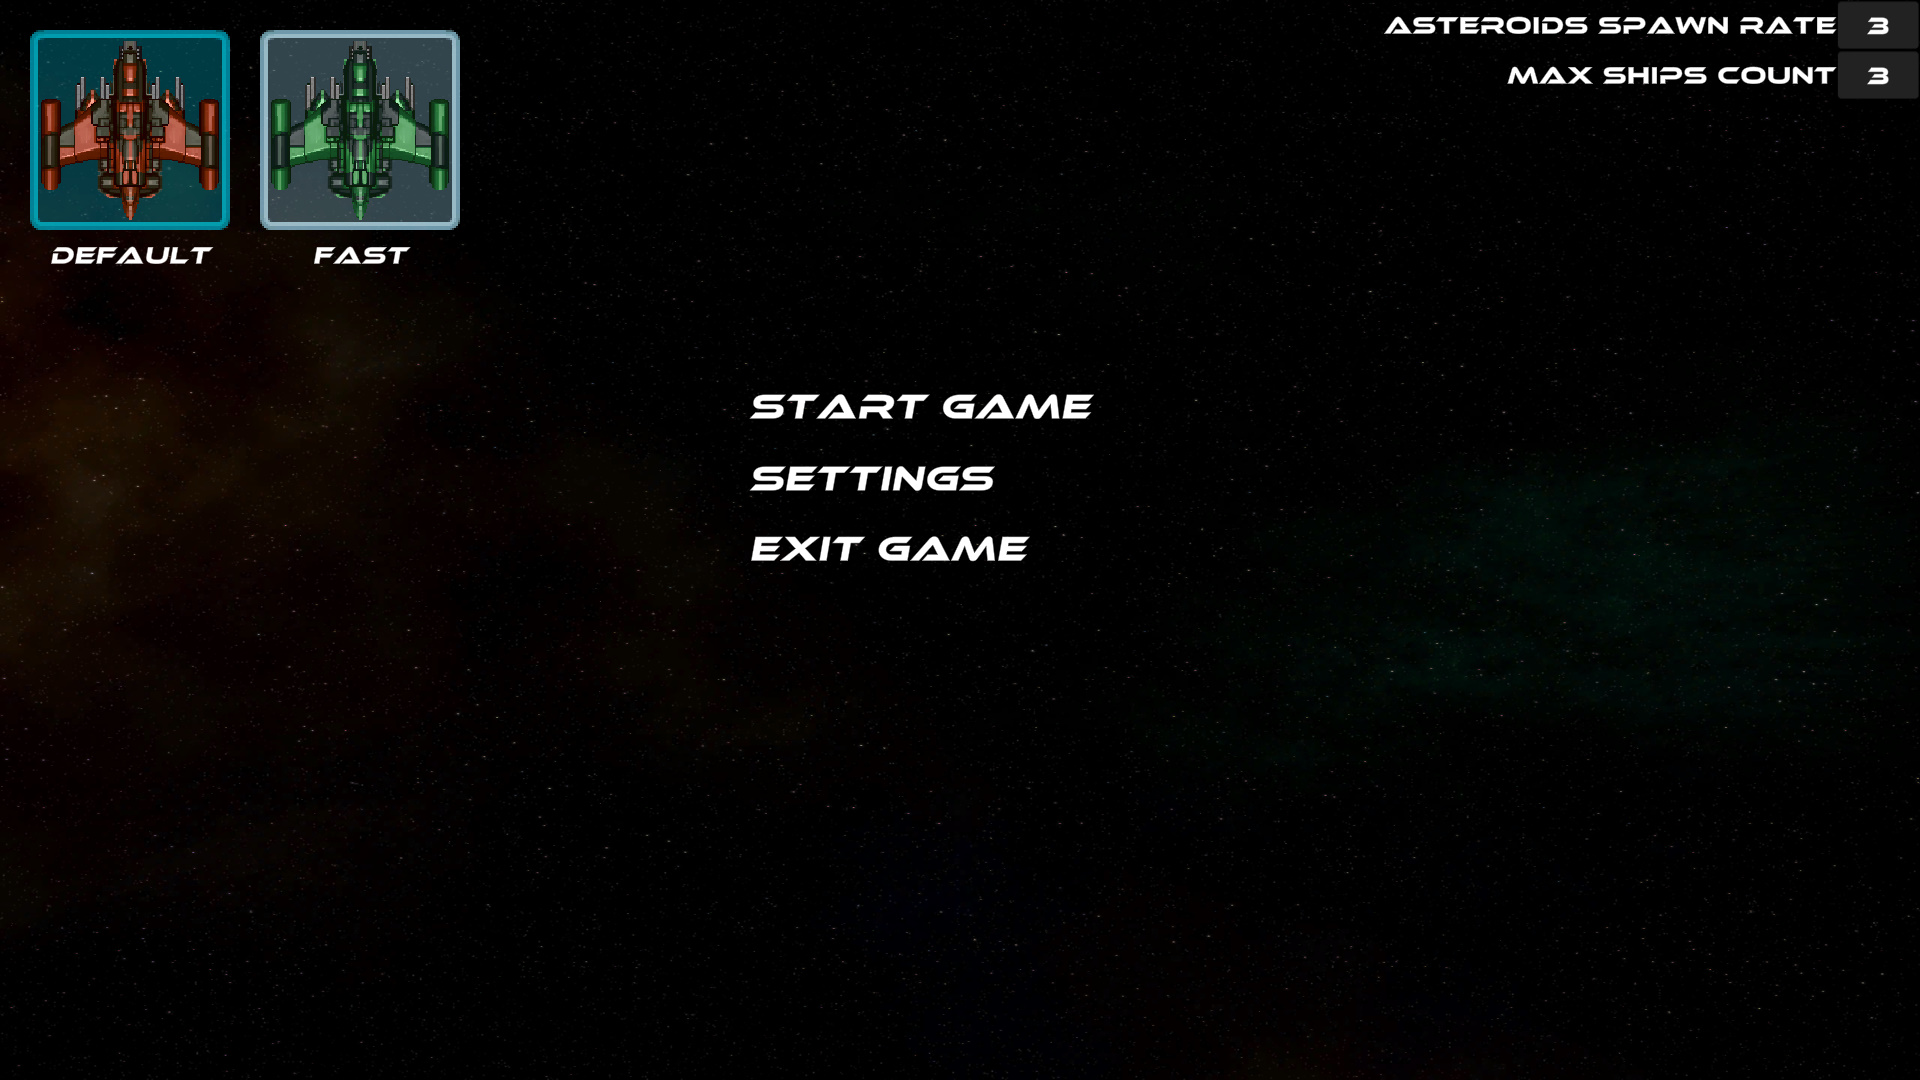 ASTEROIDS SPAWN RATE 3
MAX SHIPS COUNT 3
DEFAULT FAST
START GAME
SETTINGS
EXIT GAME